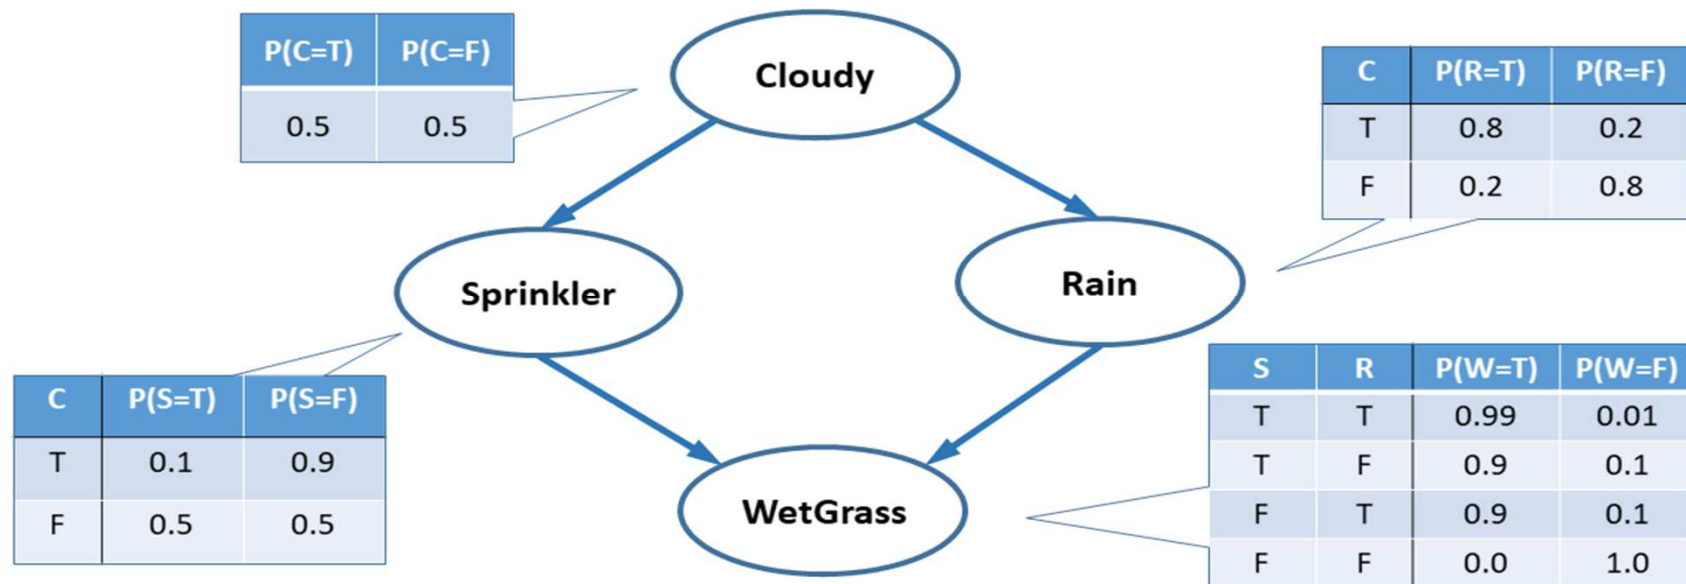 P(C=T) P(C=F)
0.5 0.5
Cloudy
C P(R=T) P(R=F)
T 0.8 0.2
F 0.2 0.8
Sprinkler
Rain
C P(S=T) P(S=F)
T 0.1 0.9
F 0.5 0.5
WetGrass
S R P(W=T) P(W=F)
T T 0.99 0.01
T F 0.9 0.1
F T 0.9 0.1
F F 0.0 1.0